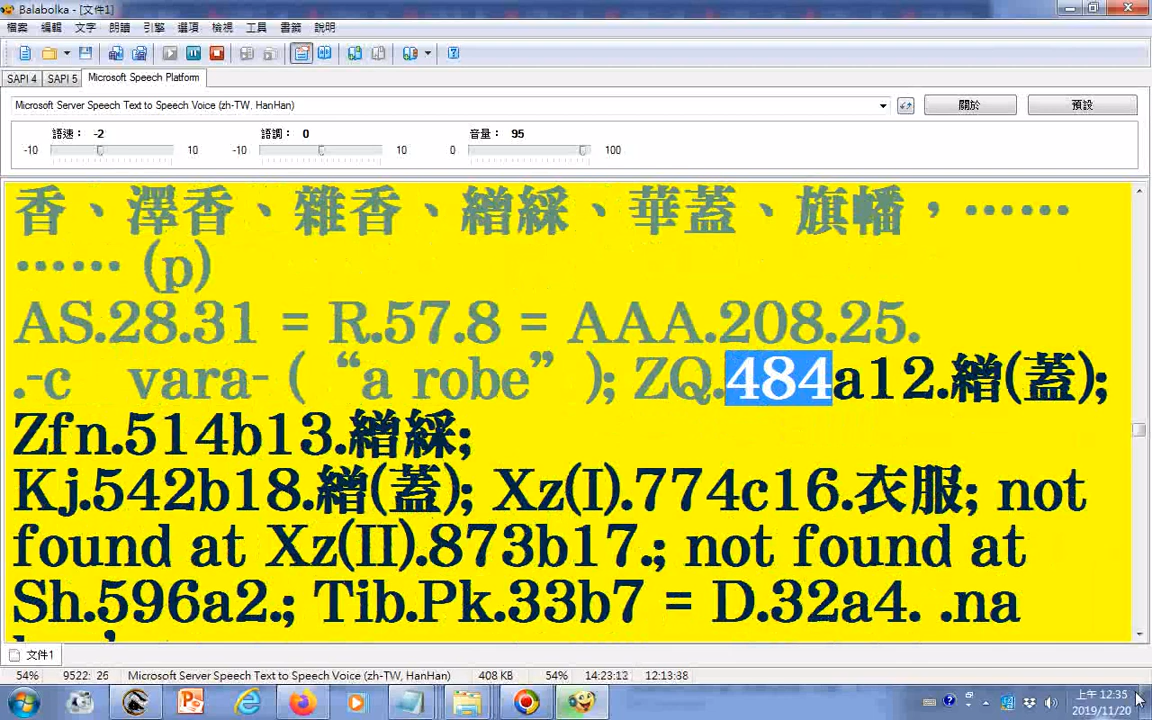 Balabolka - [文件1]
檔案 編輯 文字 朗讀 引擎 選項 檢視 工具 書籤 說明
SAPI 4 SAPI 5 Microsoft Speech Platform
Microsoft Server Speech Text to Speech Voice (zh-TW, HanHan)
關於 預設
語速： -2 語調： 0 音量： 95
-10 10 -10 10 0 100
香、澤香、雜香、繒綵、華蓋、旗幡，……
…… (p)
AS.28.31 = R.57.8 = AAA.208.25.
.-c vara- (“a robe”); ZQ.484a12.繒(蓋);
Zfn.514b13.繒綵;
Kj.542b18.繒(蓋); Xz(I).774c16.衣服; not
found at Xz(II).873b17.; not found at
Sh.596a2.; Tib.Pk.33b7 = D.32a4. .na
文件1
54% 9522: 26 Microsoft Server Speech Text to Speech Voice (zh-TW, HanHan) 408 KB 54% 14:23:12 12:13:38
上午 12:35
2019/11/20